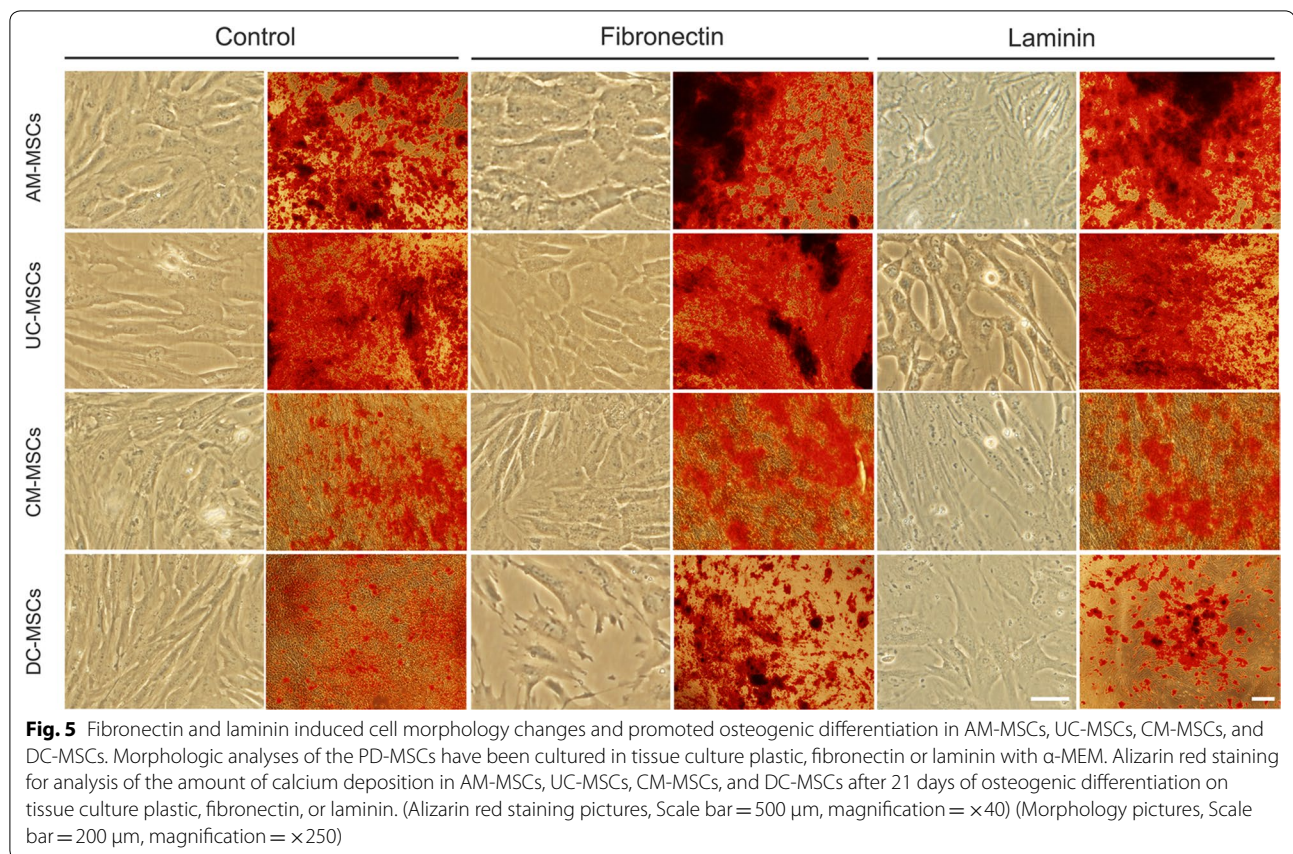 Control
Fibronectin
Laminin
AM-MSCs
UC-MSCs
CM-MSCs
DC-MSCs
Fig. 5 Fibronectin and laminin induced cell morphology changes and promoted osteogenic differentiation in AM-MSCs, UC-MSCs, CM-MSCs, and
DC-MSCs. Morphologic analyses of the PD-MSCs have been cultured in tissue culture plastic, fibronectin or laminin with α-MEM. Alizarin red staining
for analysis of the amount of calcium deposition in AM-MSCs, UC-MSCs, CM-MSCs, and DC-MSCs after 21 days of osteogenic differentiation on
tissue culture plastic, fibronectin, or laminin. (Alizarin red staining pictures, Scale bar = 500 μm, magnification = ×40) (Morphology pictures, Scale
bar = 200 μm, magnification = ×250)